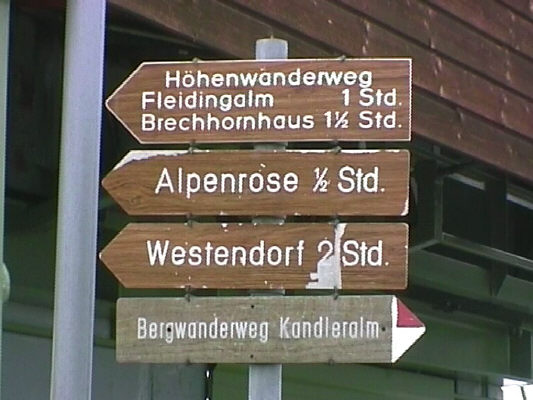 Höhenwanderweg
Fleidingalm 1 Std.
Brechhornhaus 1½ Std.
Alpenrose ½ Std.
Westendorf 2 Std.
Bergwanderweg Kandleralm